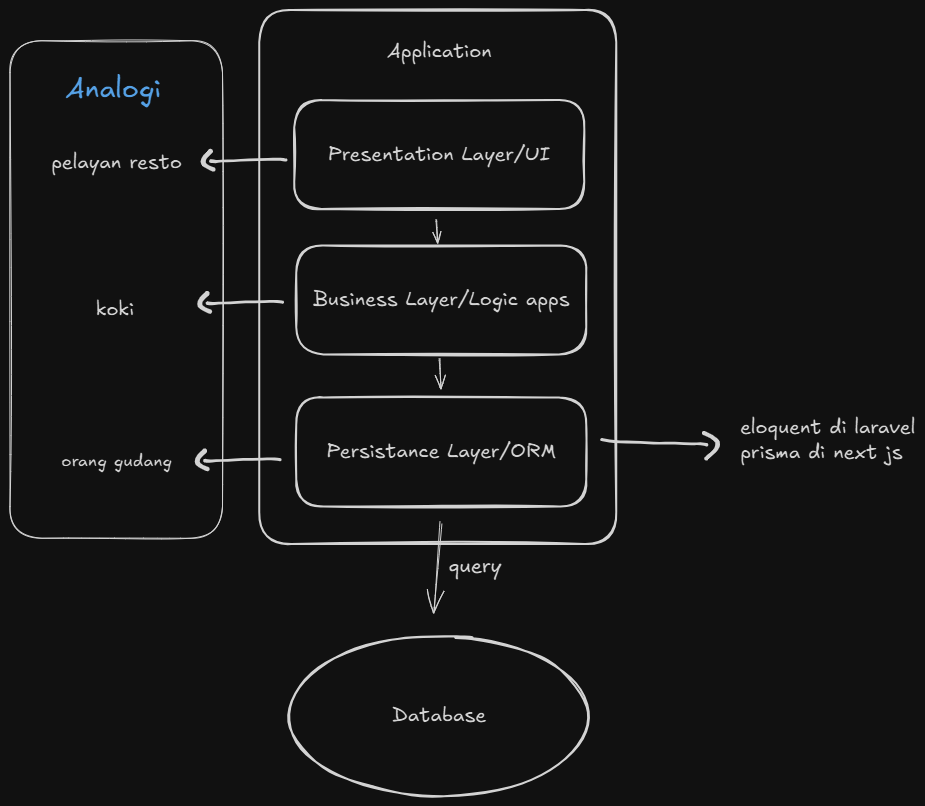 Application
Analogi
Presentation Layer/UI
pelayan resto
Business Layer/Logic apps
koki
Persistance Layer/ORM
orang gudang
eloquent di laravel
prisma di next js
query
Database